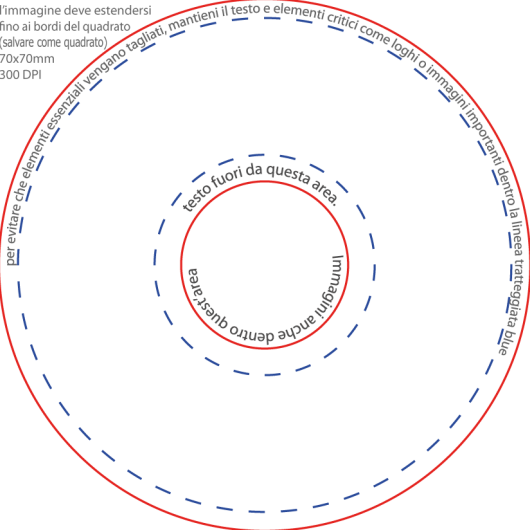 l'immagine deve estendersi
fino ai bordi del quadrato
(salvare come quadrato)
70x70mm
300 DPI
per evitare che elementi essenziali vengano tagliati, mantieni il testo e elementi critici come loghi o immagini importanti dentro la lineea tratteggiata blue
testo fuori da questa area.
Immagini anche dentro quest'area